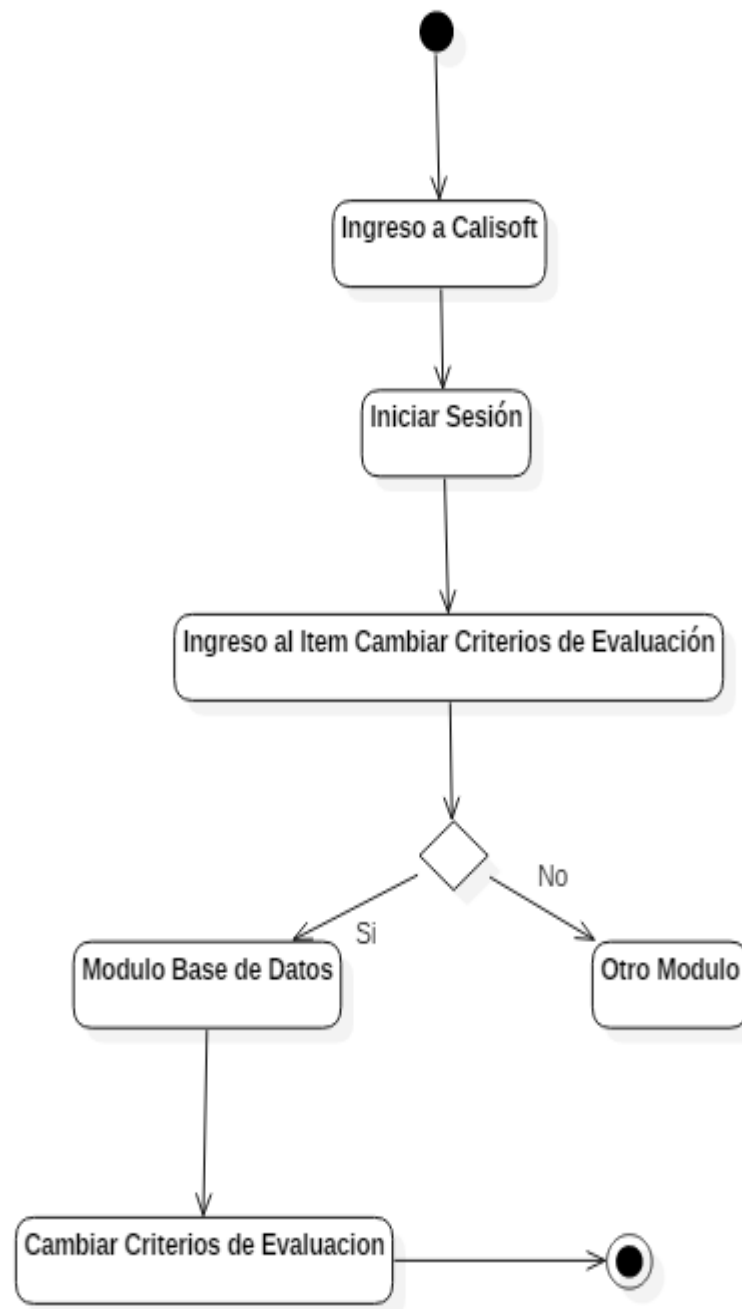 Ingreso a Calisoft
Iniciar Sesión
Ingreso al Item Cambiar Criterios de Evaluación
No
Si
Modulo Base de Datos
Otro Modulo
Cambiar Criterios de Evaluacion